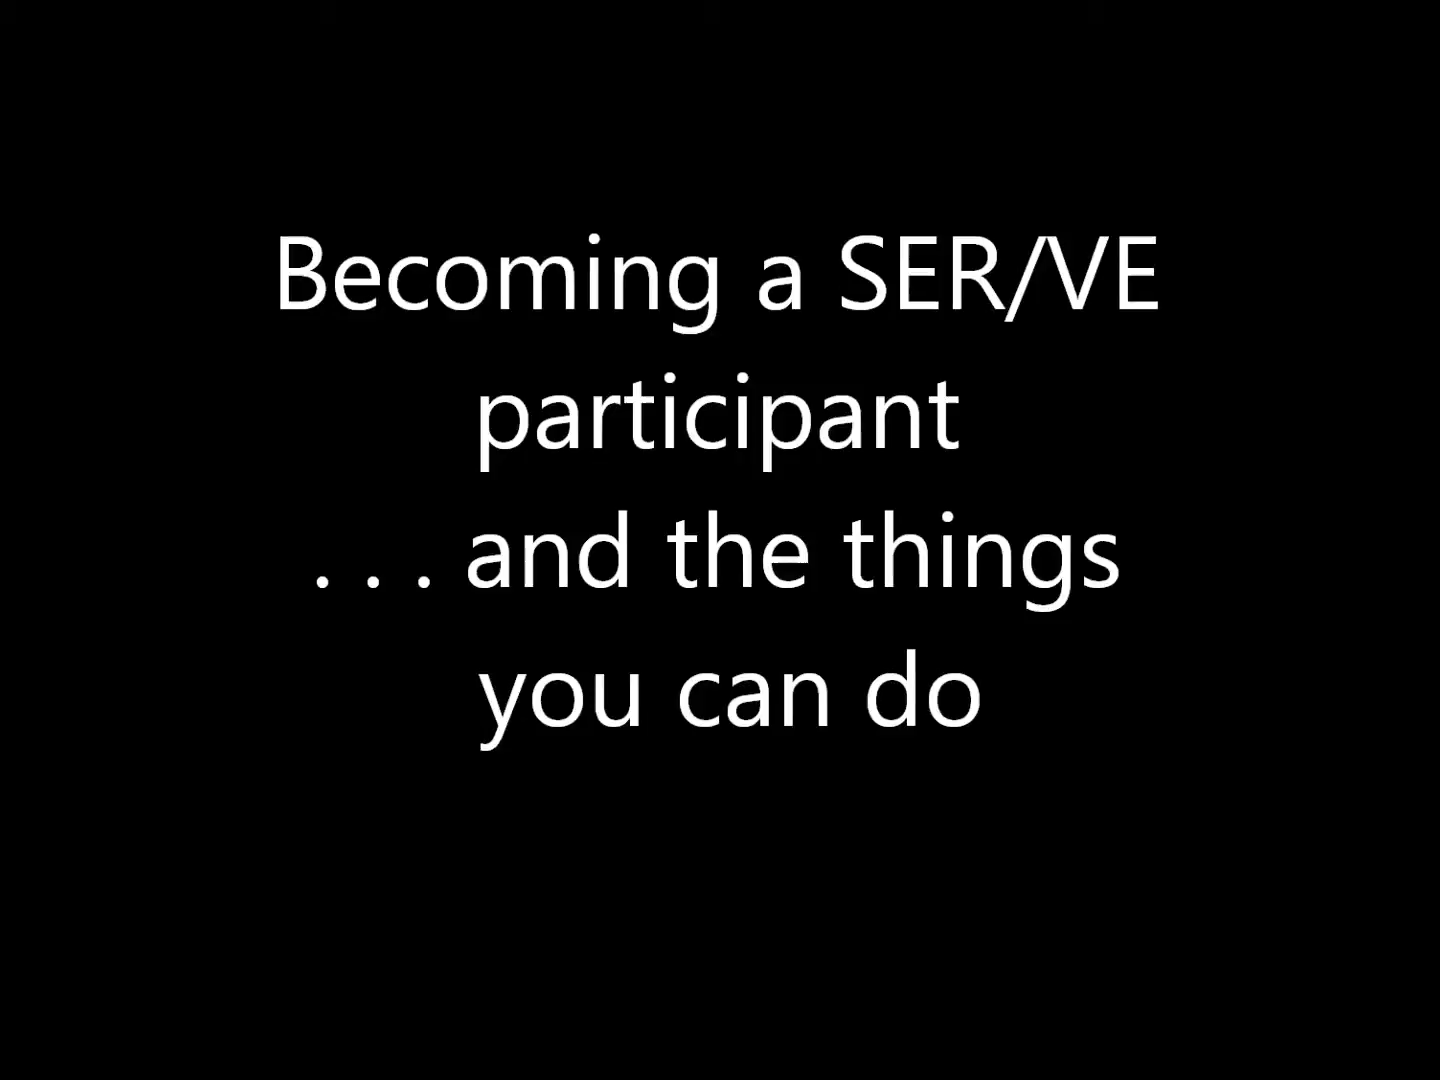 Becoming a SER/VE
participant
. . . and the things
you can do